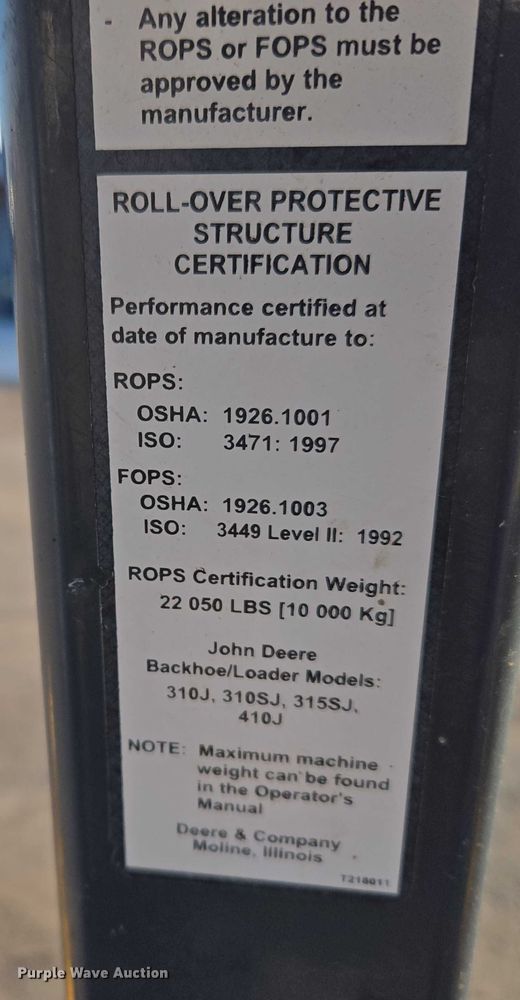 - Any alteration to the
ROPS or FOPS must be
approved by the
manufacturer.
ROLL-OVER PROTECTIVE
STRUCTURE
CERTIFICATION
Performance certified at
date of manufacture to:
ROPS:
OSHA: 1926.1001
ISO: 3471: 1997
FOPS:
OSHA: 1926.1003
ISO: 3449 Level II: 1992
ROPS Certification Weight:
22 050 LBS [10 000 Kg]
John Deere
Backhoe/Loader Models:
310J, 310SJ, 315SJ,
410J
NOTE: Maximum machine
weight can be found
in the Operator's
Manual
Deere & Company
Moline, Illinois
T218011
Purple Wave Auction